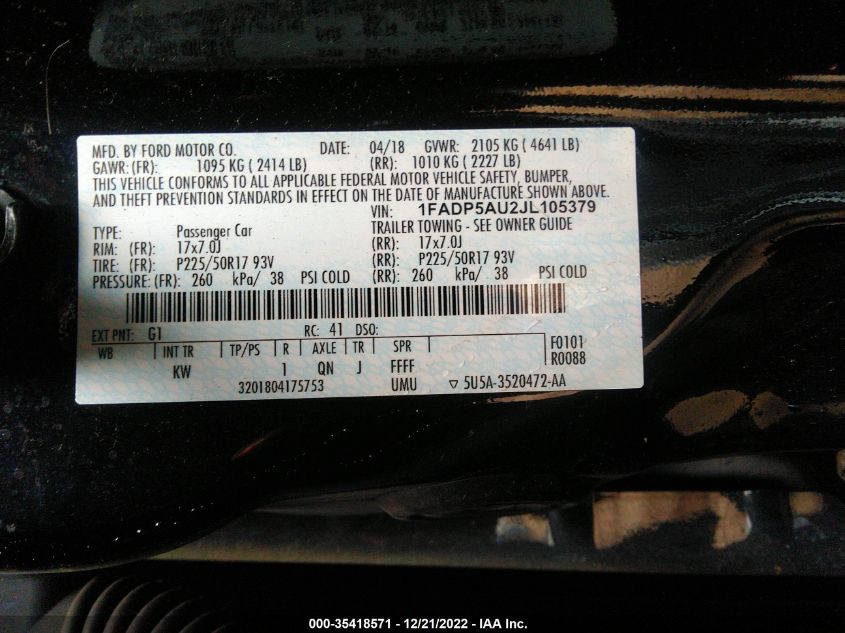 MFD. BY FORD MOTOR CO. DATE: 04/18 GVWR: 2105 KG ( 4641 LB)
GAWR:(FR): 1095 KG ( 2414 LB) (RR): 1010 KG ( 2227 LB)
THIS VEHICLE CONFORMS TO ALL APPLICABLE FEDERAL MOTOR VEHICLE SAFETY, BUMPER,
AND THEFT PREVENTION STANDARDS IN EFFECT ON THE DATE OF MANUFACTURE SHOWN ABOVE.
VIN: 1FADP5AU2JL105379
TYPE: Passenger Car TRAILER TOWING - SEE OWNER GUIDE
RIM: (FR): 17x7.0J (RR): 17x7.0J
TIRE: (FR): P225/50R17 93V (RR): P225/50R17 93V
PRESSURE:(FR): 260 kPa/ 38 PSI COLD (RR): 260 kPa/ 38 PSI COLD
EXT PNT: G1 RC: 41 DSO:
WB INT TR TP/PS R AXLE TR SPR F0101
KW 1 QN J FFFF R0088
3201804175753 UMU ▽ 5U5A-3520472-AA
000-35418571 - 12/21/2022 - IAA Inc.